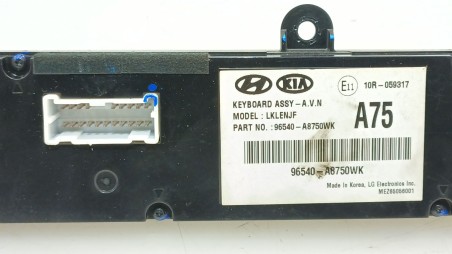 KIA
E11
10R-059317
KEYBOARD ASSY-A.V.N
MODEL : LKLENJF
PART NO. : 96540-A8750WK
A75
96540-A8750WK
Made in Korea, LG Electronics Inc.
MEZ65056001